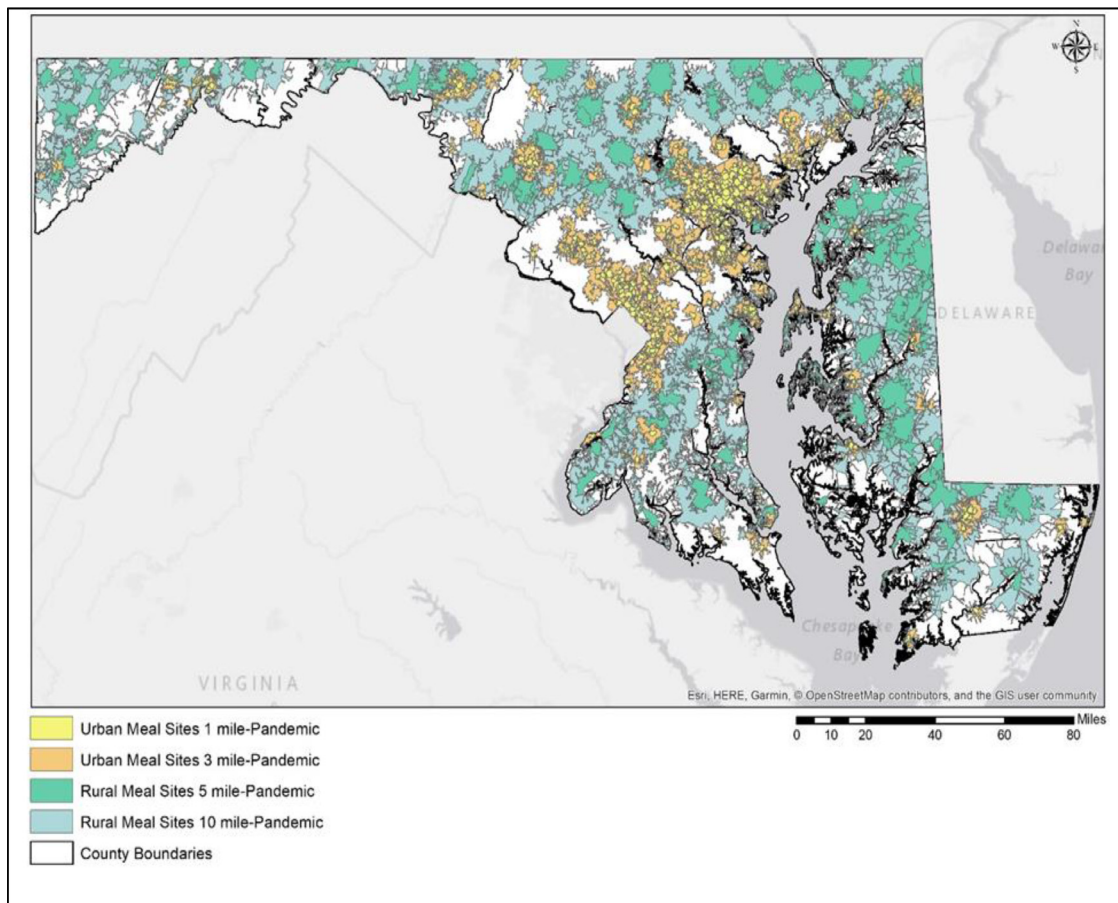 N
W E
S
Delaware
Bay
DELAWARE
Chesapeake
Bay
VIRGINIA
Esri, HERE, Garmin, © OpenStreetMap contributors, and the GIS user community
Miles
0 10 20 40 60 80
Urban Meal Sites 1 mile-Pandemic
Urban Meal Sites 3 mile-Pandemic
Rural Meal Sites 5 mile-Pandemic
Rural Meal Sites 10 mile-Pandemic
County Boundaries